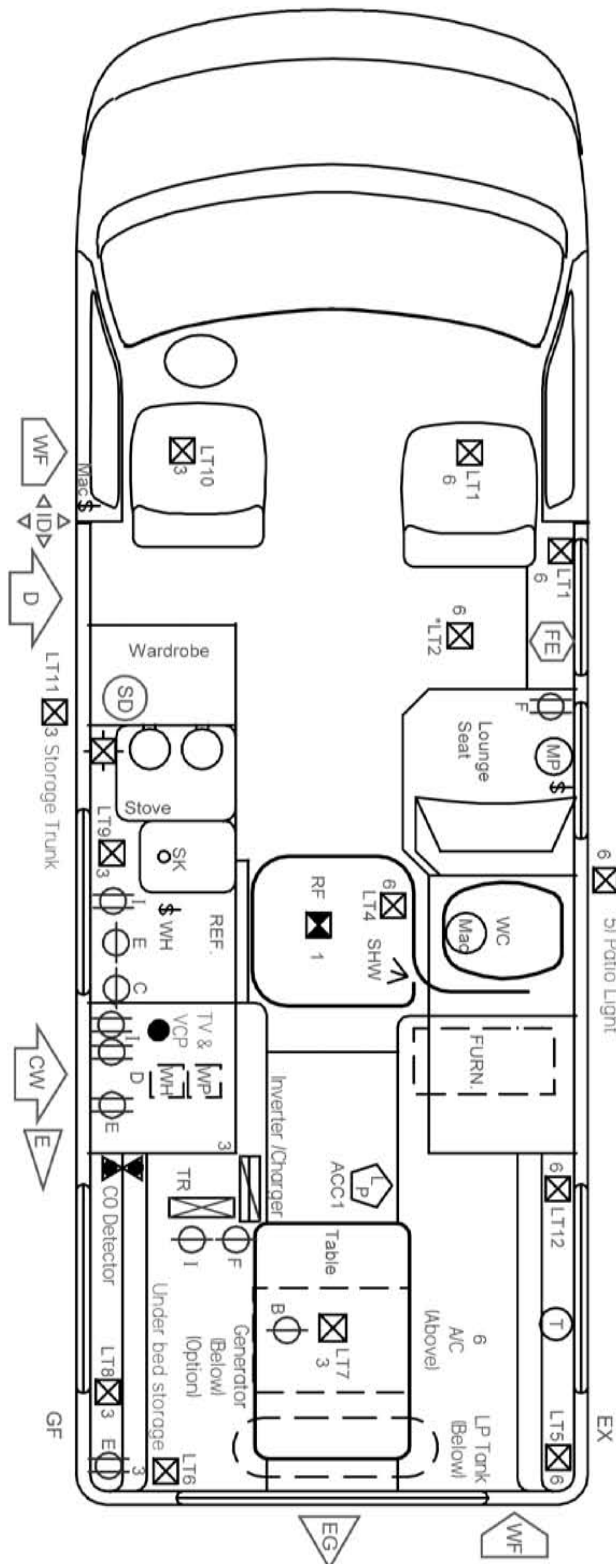 LT10
3
LT1
6
WF
Mac $
ID
D
LT1
6
6
*LT2
FE
Wardrobe
SD
LT11
3 Storage Trunk
Stove
LT9
3
SK
$ WH
REF.
I
E
C
F
MP
$
Lounge
Seat
6
5) Patio Light
RF
1
6
LT4
SHW
WC
Mac
CW
E
I
D
E
TV &
VCP
WH
WP
FURN.
Inverter /Charger
3
TR
I
F
LP
ACC1
6
LT12
CO Detector
Under bed storage
Table
B
LT7
3
Generator
(Below)
(Option)
6
A/C
(Above)
T
LT8
3
E
3
LT6
LP Tank
(Below)
LT5
6
GF
EX
EG
WF